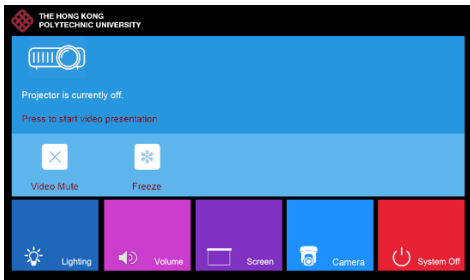 THE HONG KONG
POLYTECHNIC UNIVERSITY
Projector is currently off.
Press to start video presentation
Video Mute
Freeze
Lighting
Volume
Screen
Camera
System Off